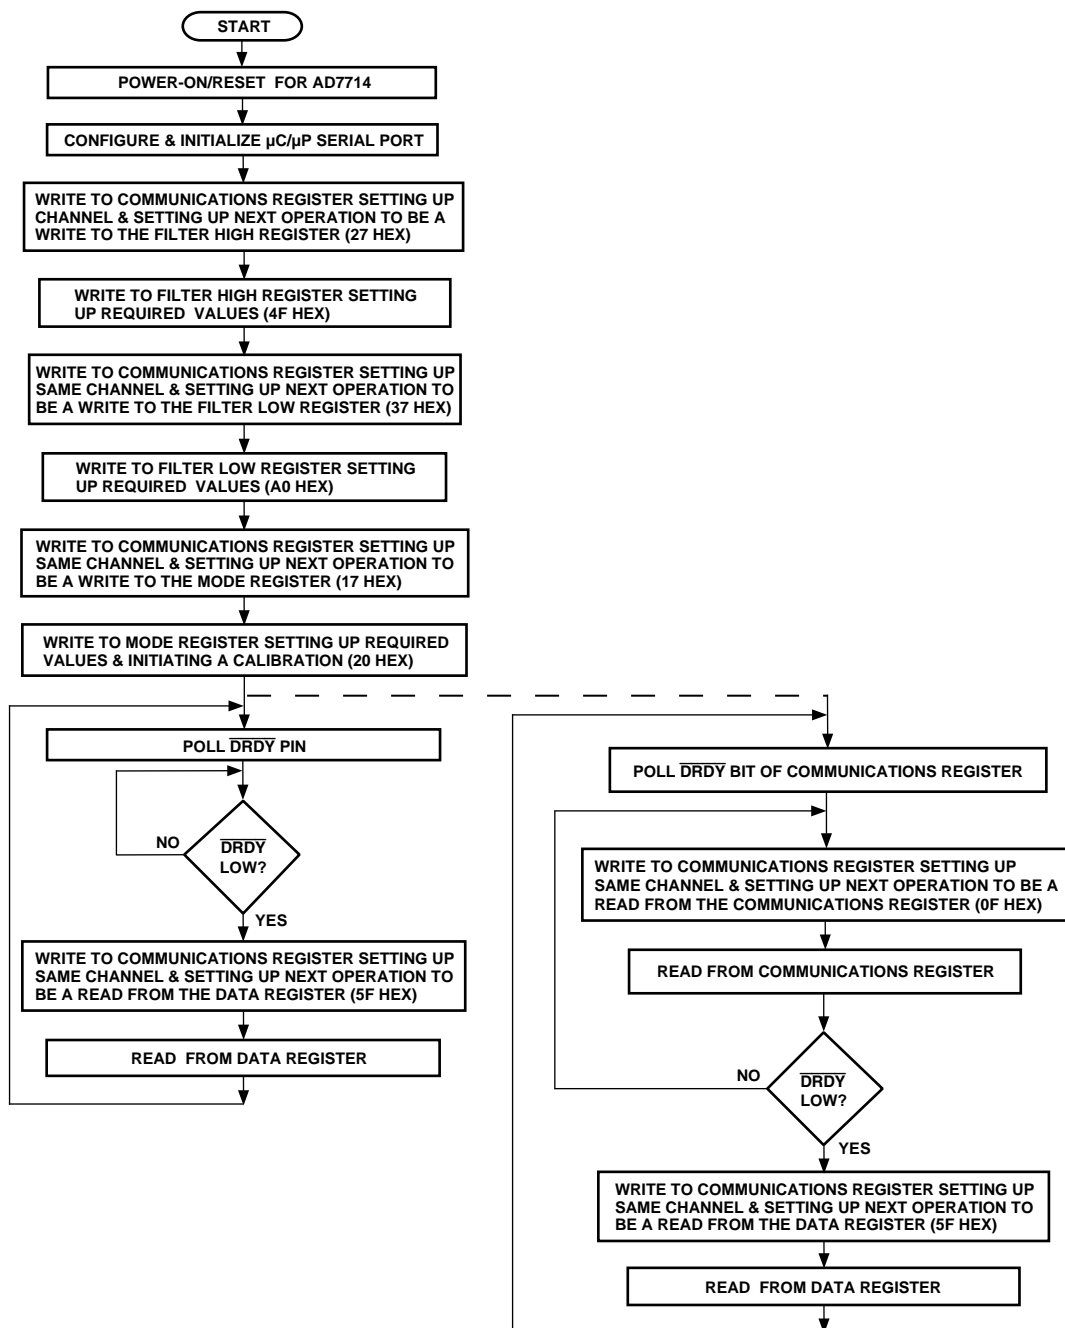 START
POWER-ON/RESET FOR AD7714
CONFIGURE & INITIALIZE µC/µP SERIAL PORT
WRITE TO COMMUNICATIONS REGISTER SETTING UP
CHANNEL & SETTING UP NEXT OPERATION TO BE A
WRITE TO THE FILTER HIGH REGISTER (27 HEX)
WRITE TO FILTER HIGH REGISTER SETTING
UP REQUIRED VALUES (4F HEX)
WRITE TO COMMUNICATIONS REGISTER SETTING UP
SAME CHANNEL & SETTING UP NEXT OPERATION TO
BE A WRITE TO THE FILTER LOW REGISTER (37 HEX)
WRITE TO FILTER LOW REGISTER SETTING
UP REQUIRED VALUES (A0 HEX)
WRITE TO COMMUNICATIONS REGISTER SETTING UP
SAME CHANNEL & SETTING UP NEXT OPERATION TO
BE A WRITE TO THE MODE REGISTER (17 HEX)
WRITE TO MODE REGISTER SETTING UP REQUIRED
VALUES & INITIATING A CALIBRATION (20 HEX)
POLL DRDY PIN
NO
DRDY
LOW?
YES
WRITE TO COMMUNICATIONS REGISTER SETTING UP
SAME CHANNEL & SETTING UP NEXT OPERATION TO
BE A READ FROM THE DATA REGISTER (5F HEX)
READ FROM DATA REGISTER
POLL DRDY BIT OF COMMUNICATIONS REGISTER
WRITE TO COMMUNICATIONS REGISTER SETTING UP
SAME CHANNEL & SETTING UP NEXT OPERATION TO BE A
READ FROM THE COMMUNICATIONS REGISTER (0F HEX)
READ FROM COMMUNICATIONS REGISTER
NO
DRDY
LOW?
YES
WRITE TO COMMUNICATIONS REGISTER SETTING UP
SAME CHANNEL & SETTING UP NEXT OPERATION TO
BE A READ FROM THE DATA REGISTER (5F HEX)
READ FROM DATA REGISTER